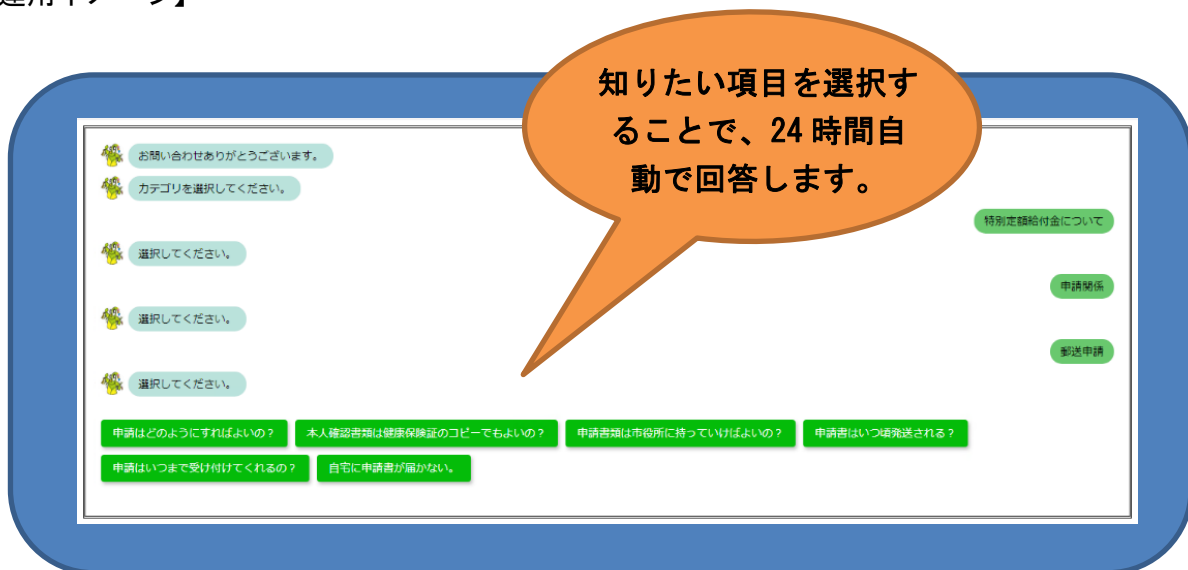 運用イメージ】
知りたい項目を選択す
ることで、24 時間自
動で回答します。
お問い合わせありがとうございます。
カテゴリを選択してください。
特別定額給付金について
選択してください。
申請関係
選択してください。
郵送申請
選択してください。
申請はどのようにすればよいの？
本人確認書類は健康保険証のコピーでもよいの？
申請書類は市役所に持っていけばよいの？
申請書はいつ頃発送される？
申請はいつまで受け付けてくれるの？
自宅に申請書が届かない。